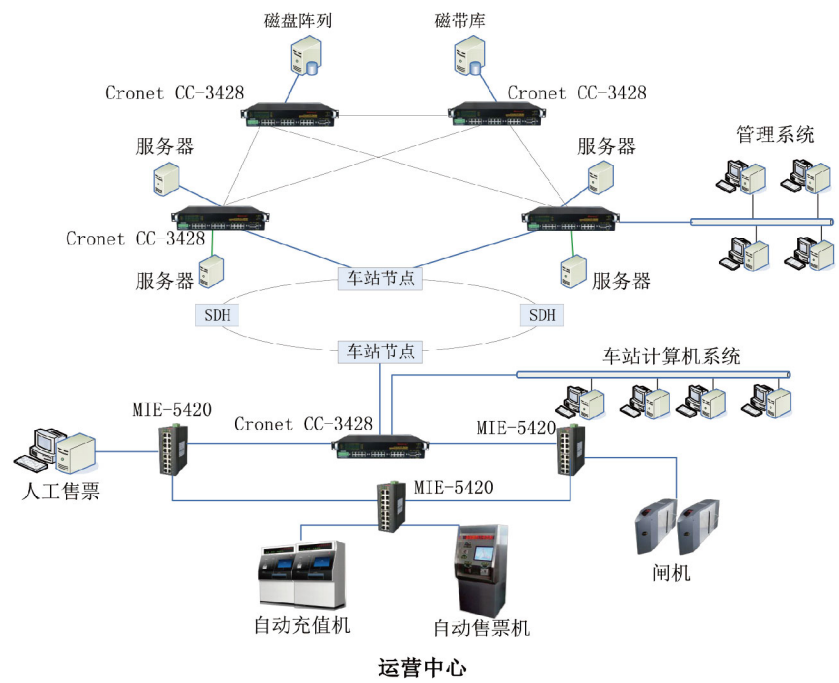 磁盘阵列
磁带库
Cronet CC-3428
Cronet CC-3428
服务器
服务器
管理系统
Cronet CC 3428
服务器
服务器
车站节点
SDH
SDH
车站节点
车站计算机系统
MIE-5420
Cronet CC-3428
MIE-5420
人工售票
MIE-5420
闸机
自动充值机
自动售票机
运营中心